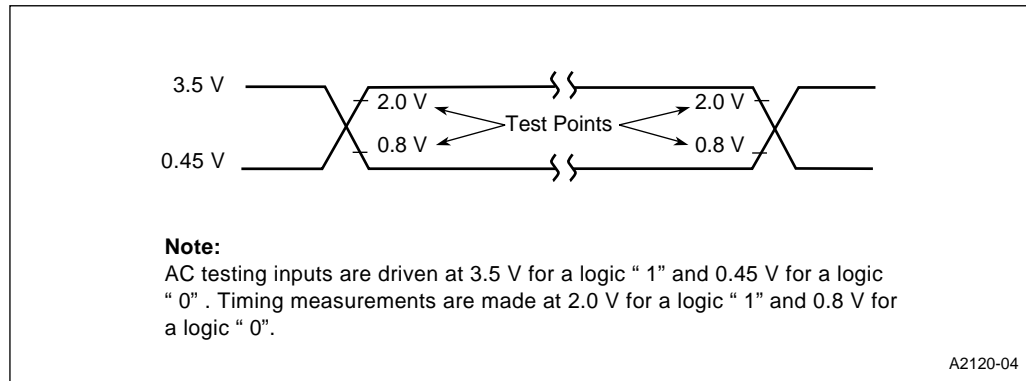 3.5 V
2.0 V
2.0 V
Test Points
0.8 V
0.8 V
0.45 V
Note:
AC testing inputs are driven at 3.5 V for a logic “ 1” and 0.45 V for a logic
“ 0” . Timing measurements are made at 2.0 V for a logic “ 1” and 0.8 V for
a logic “ 0”.
A2120-04